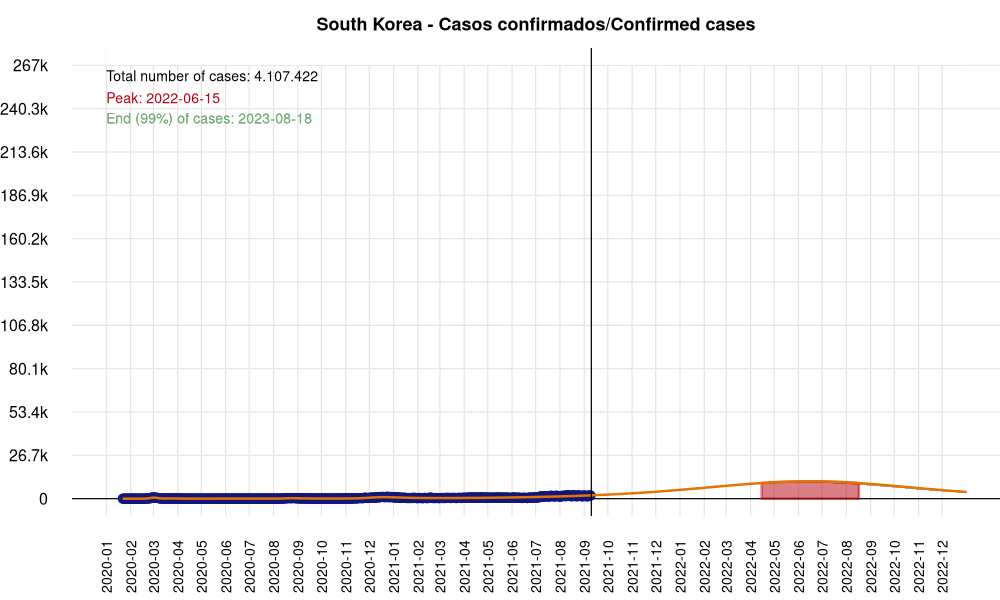 South Korea - Casos confirmados/Confirmed cases
267k
240.3k
213.6k
186.9k
160.2k
133.5k
106.8k
80.1k
53.4k
26.7k
0
Total number of cases: 4.107.422
Peak: 2022-06-15
End (99%) of cases: 2023-08-18
2020-01
2020-02
2020-03
2020-04
2020-05
2020-06
2020-07
2020-08
2020-09
2020-10
2020-11
2020-12
2021-01
2021-02
2021-03
2021-04
2021-05
2021-06
2021-07
2021-08
2021-09
2021-10
2021-11
2021-12
2022-01
2022-02
2022-03
2022-04
2022-05
2022-06
2022-07
2022-08
2022-09
2022-10
2022-11
2022-12